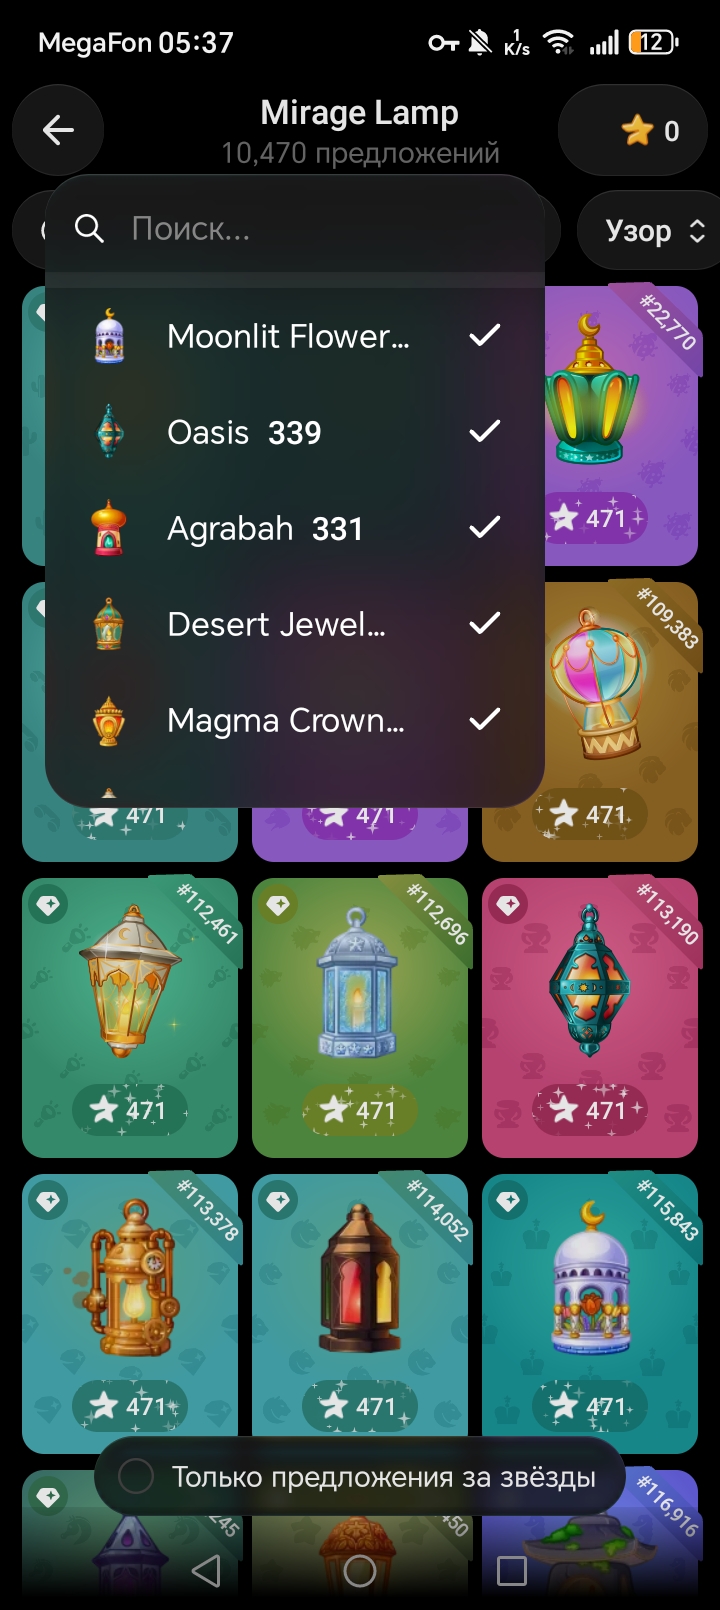 MegaFon 05:37
1 K/s
12
Mirage Lamp
10,470 предложений
0
Поиск...
Узор
Moonlit Flower...
Oasis 339
Agrabah 331
Desert Jewel...
Magma Crown...
#22,770
471
#109,383
471
471
471
#112,461
#112,696
#113,190
471
471
471
#113,378
#114,052
#115,843
471
471
471
Только предложения за звёзды
245
450
#116,916